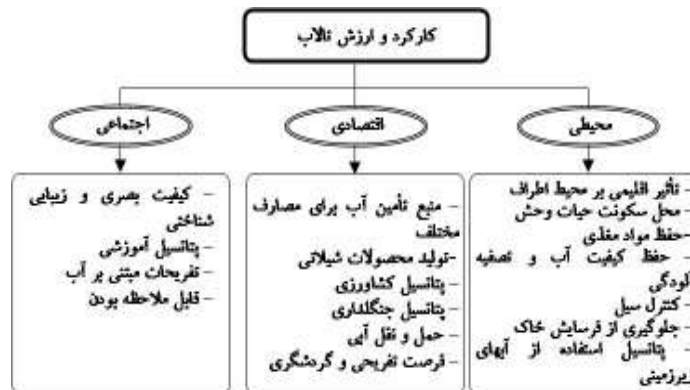 کارکرد و ارزش تالاب
محیطی
اقتصادی
اجتماعی
- تأثیر اقلیمی بر محیط اطراف
- محل سکونت حیات وحش
-حفظ مواد مغذی
- حفظ کیفیت آب و تصفیه
لودگی
- کنترل سیل
- جلوگیری از فرسایش خاک
- پتانسیل استفاده از آبهای
یرزمینی
- منبع تأمین آب برای مصارف
مختلف
-تولید محصولات شیلاتی
- پتانسیل کشاورزی
- پتانسیل جنگلداری
- حمل و نقل آبی
- فرصت تفریحی و گردشگری
- کیفیت بصری و زیبایی
شناختی
- پتانسیل آموزشی
- تفریحات مبتنی بر آب
- قابل ملاحظه بودن